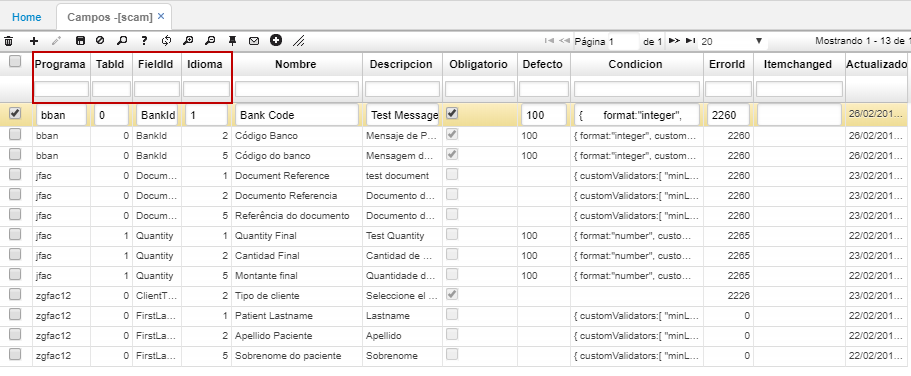 Home Campos -[scam] ×
? Página 1 de 1 20 Mostrando 1 - 13 de 1
Programa TabId FieldId Idioma Nombre Descripcion Obligatorio Defecto Condicion ErrorId Itemchanged Actualizado
bban 0 BankId 1 Bank Code Test Message 100 { format:"integer", 2260 26/02/201...
bban 0 BankId 2 Código Banco Mensaje de P... 100 { format:"integer", custom... 2260 26/02/201...
bban 0 BankId 5 Código do banco Mensagem d... 100 { format:"integer", custom... 2260 26/02/201...
jfac 0 Docum... 1 Document Reference test document { customValidators:[ "minL... 2260 23/02/201...
jfac 0 Docum... 2 Documento Referencia Documento d... { customValidators:[ "minL... 2260 23/02/201...
jfac 0 Docum... 5 Referência do documento Documento d... { customValidators:[ "minL... 2260 23/02/201...
jfac 1 Quantity 1 Quantity Final Test Quantity 100 { format:"number", custo... 2265 22/02/201...
jfac 1 Quantity 2 Cantidad Final Cantidad de ... 100 { format:"number", custo... 2265 22/02/201...
jfac 1 Quantity 5 Montante final Quantidade d... 100 { format:"number", custo... 2265 22/02/201...
zgfac12 0 ClientT... 2 Tipo de cliente Seleccione el ... 2226 23/02/201...
zgfac12 0 FirstLa... 1 Patient Lastname Lastname { customValidators:[ "minL... 0 22/02/201...
zgfac12 0 FirstLa... 2 Apellido Paciente Apellido { customValidators:[ "minL... 0 22/02/201...
zgfac12 0 FirstLa... 5 Sobrenome do paciente Sobrenome { customValidators:[ "minL... 0 22/02/201...